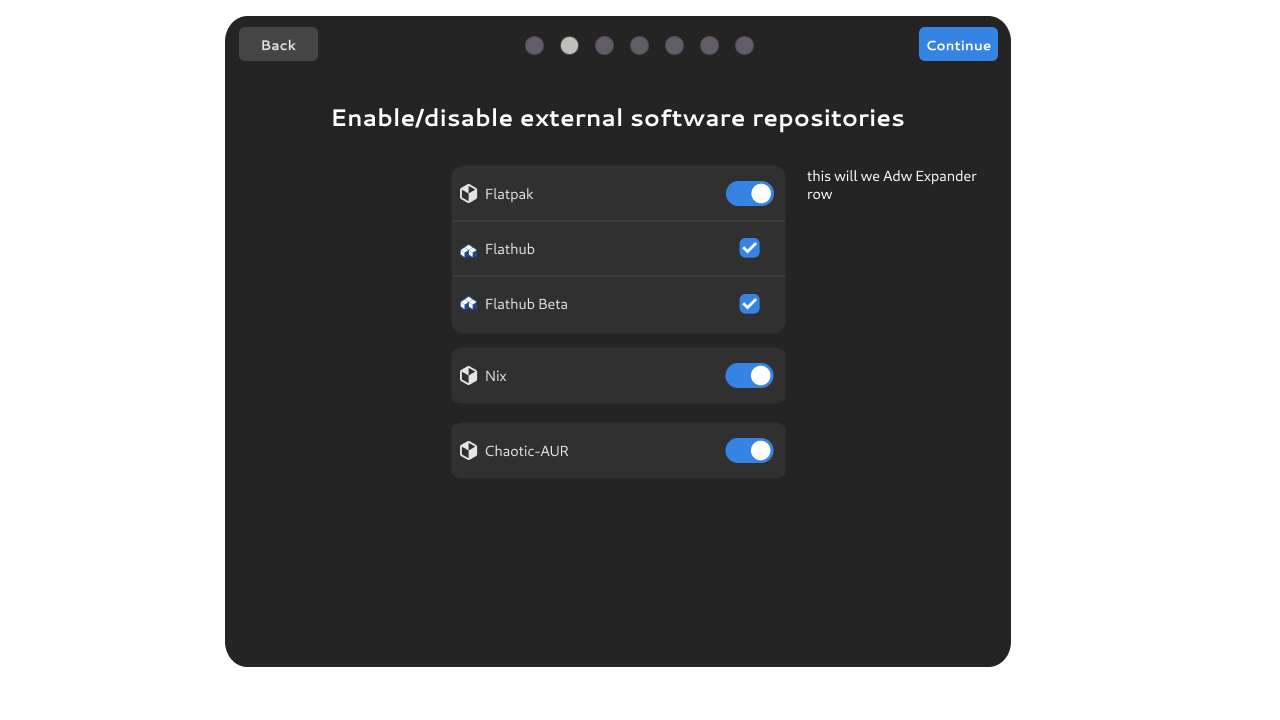 Back
Continue
Enable/disable external software repositories
Flatpak
this will we Adw Expander
row
Flathub
Flathub Beta
Nix
Chaotic-AUR